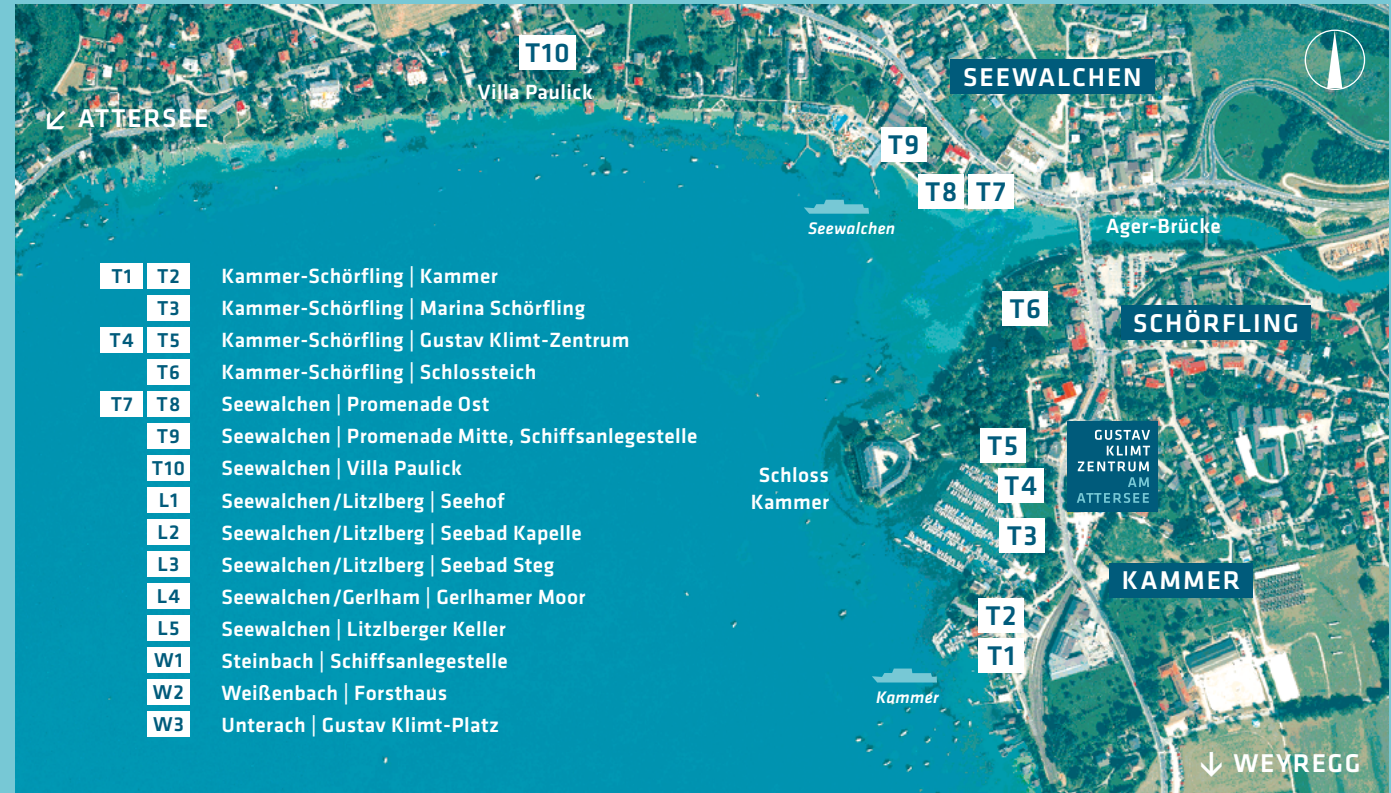 T10
Villa Paulick
SEEWALCHEN
↙ ATTERSEE
T9
T8 T7
Seewalchen
Ager-Brücke
T1 T2 Kammer-Schörfling | Kammer
T3 Kammer-Schörfling | Marina Schörfling
T4 T5 Kammer-Schörfling | Gustav Klimt-Zentrum
T6 Kammer-Schörfling | Schlossteich
T7 T8 Seewalchen | Promenade Ost
T9 Seewalchen | Promenade Mitte, Schiffsanlegestelle
T10 Seewalchen | Villa Paulick
L1 Seewalchen/Litzlberg | Seehof
L2 Seewalchen/Litzlberg | Seebad Kapelle
L3 Seewalchen/Litzlberg | Seebad Steg
L4 Seewalchen/Gerlham | Gerlhamer Moor
L5 Seewalchen | Litzlberger Keller
W1 Steinbach | Schiffsanlegestelle
W2 Weißenbach | Forsthaus
W3 Unterach | Gustav Klimt-Platz
T6
SCHÖRFLING
T5
GUSTAV
KLIMT
ZENTRUM
AM
ATTERSEE
Schloss
Kammer
T4
T3
KAMMER
T2
T1
Kammer
↓ WEYREGG